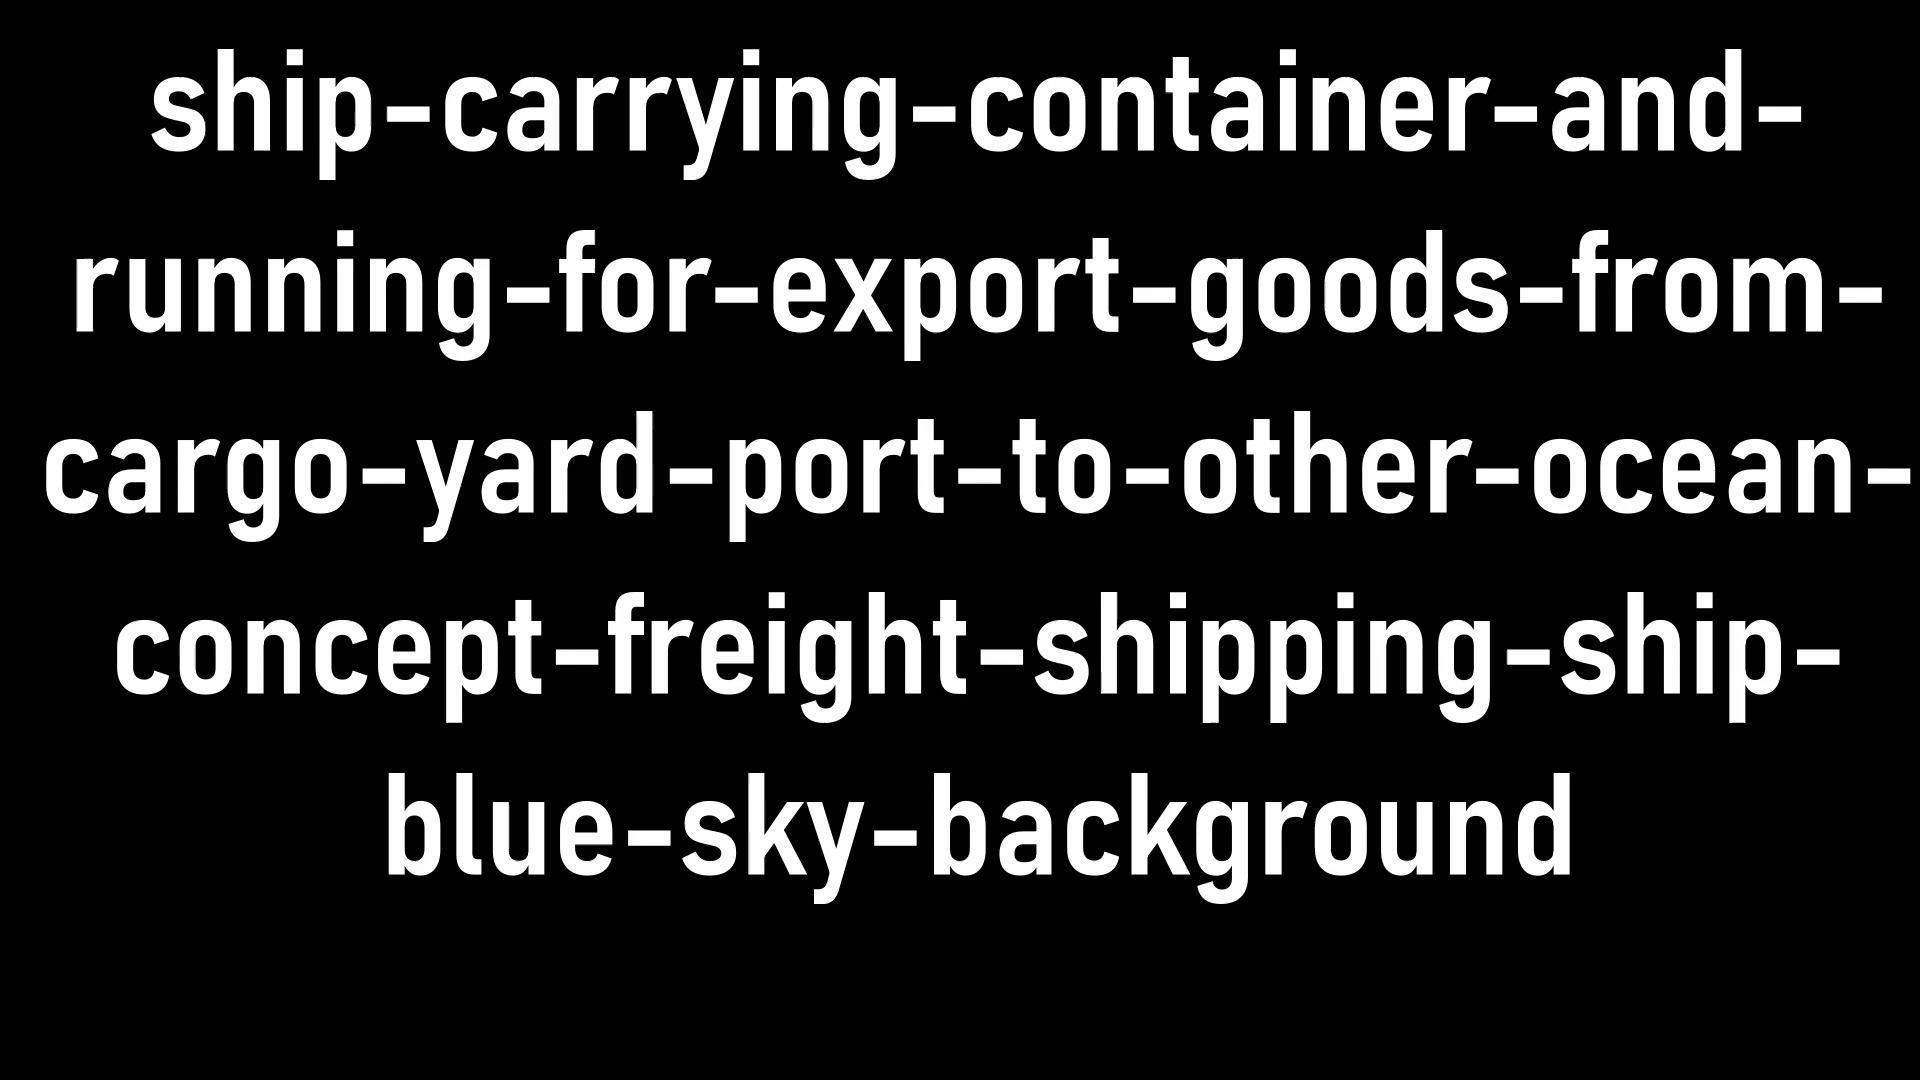 ship-carrying-container-and-
running-for-export-goods-from-
cargo-yard-port-to-other-ocean-
concept-freight-shipping-ship-
blue-sky-background